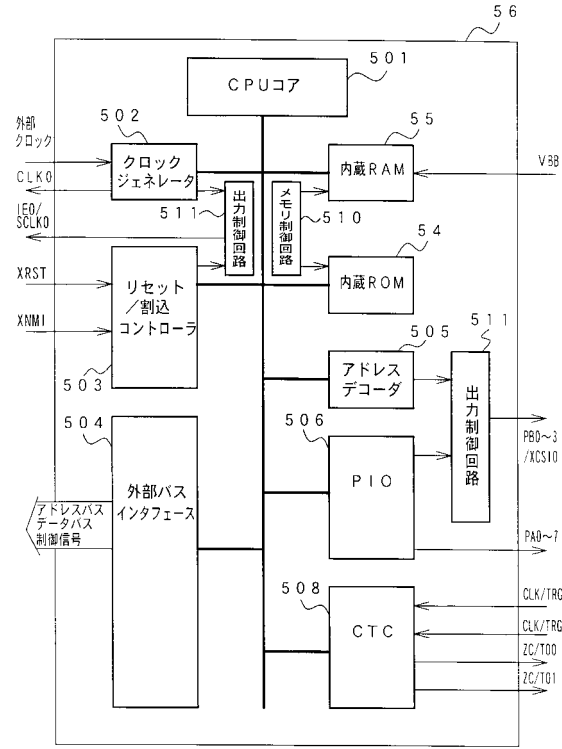 56
501
CPUコア
502
外部
クロック
クロック
ジェネレータ
CLKO
IEO/
SCLKO
511
出力制御回路
メモリ制御回路
510
55
内蔵RAM
VBB
54
内蔵ROM
XRST
XNMI
リセット
/割込
コントローラ
503
505
アドレス
デコーダ
511
出力制御回路
PB0～3
/XCSIO
506
PIO
PA0～7
504
外部バス
インタフェース
アドレスバス
データバス
制御信号
508
CTC
CLK/TRG
CLK/TRG
ZC/TO0
ZC/TO1